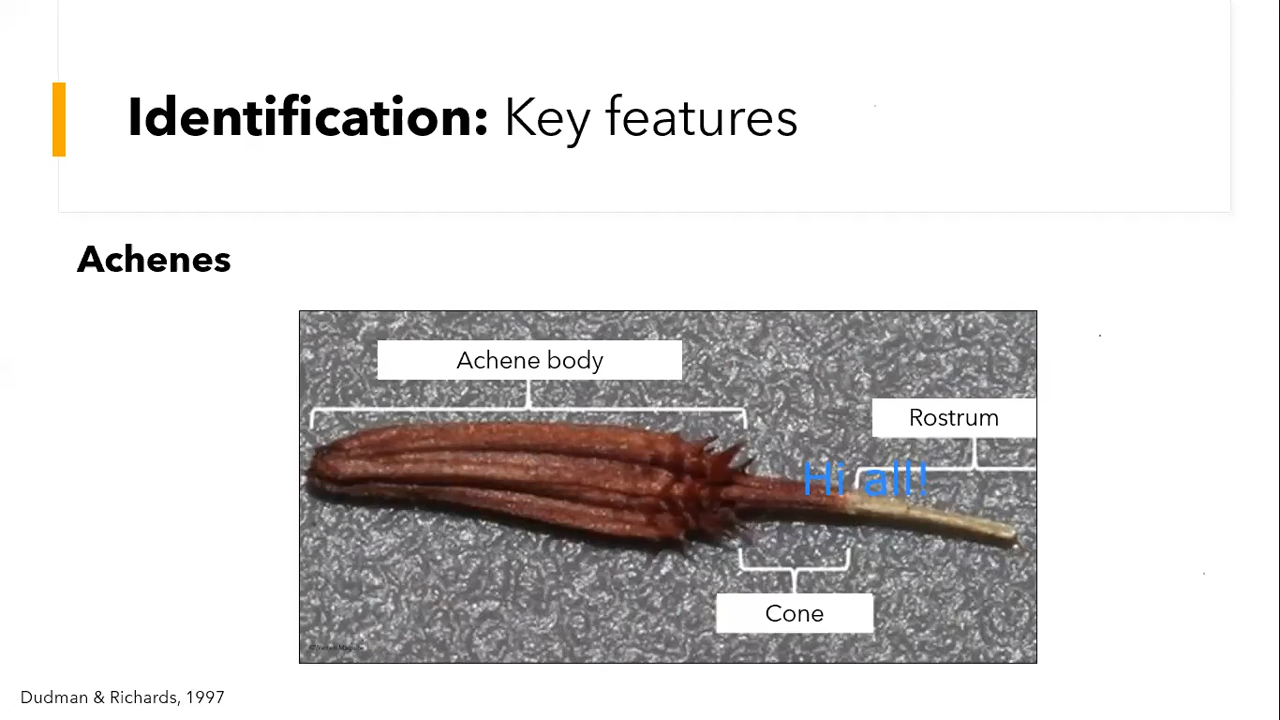 Identification: Key features
Achenes
Achene body
Rostrum
Hi all!
Cone
Dudman & Richards, 1997